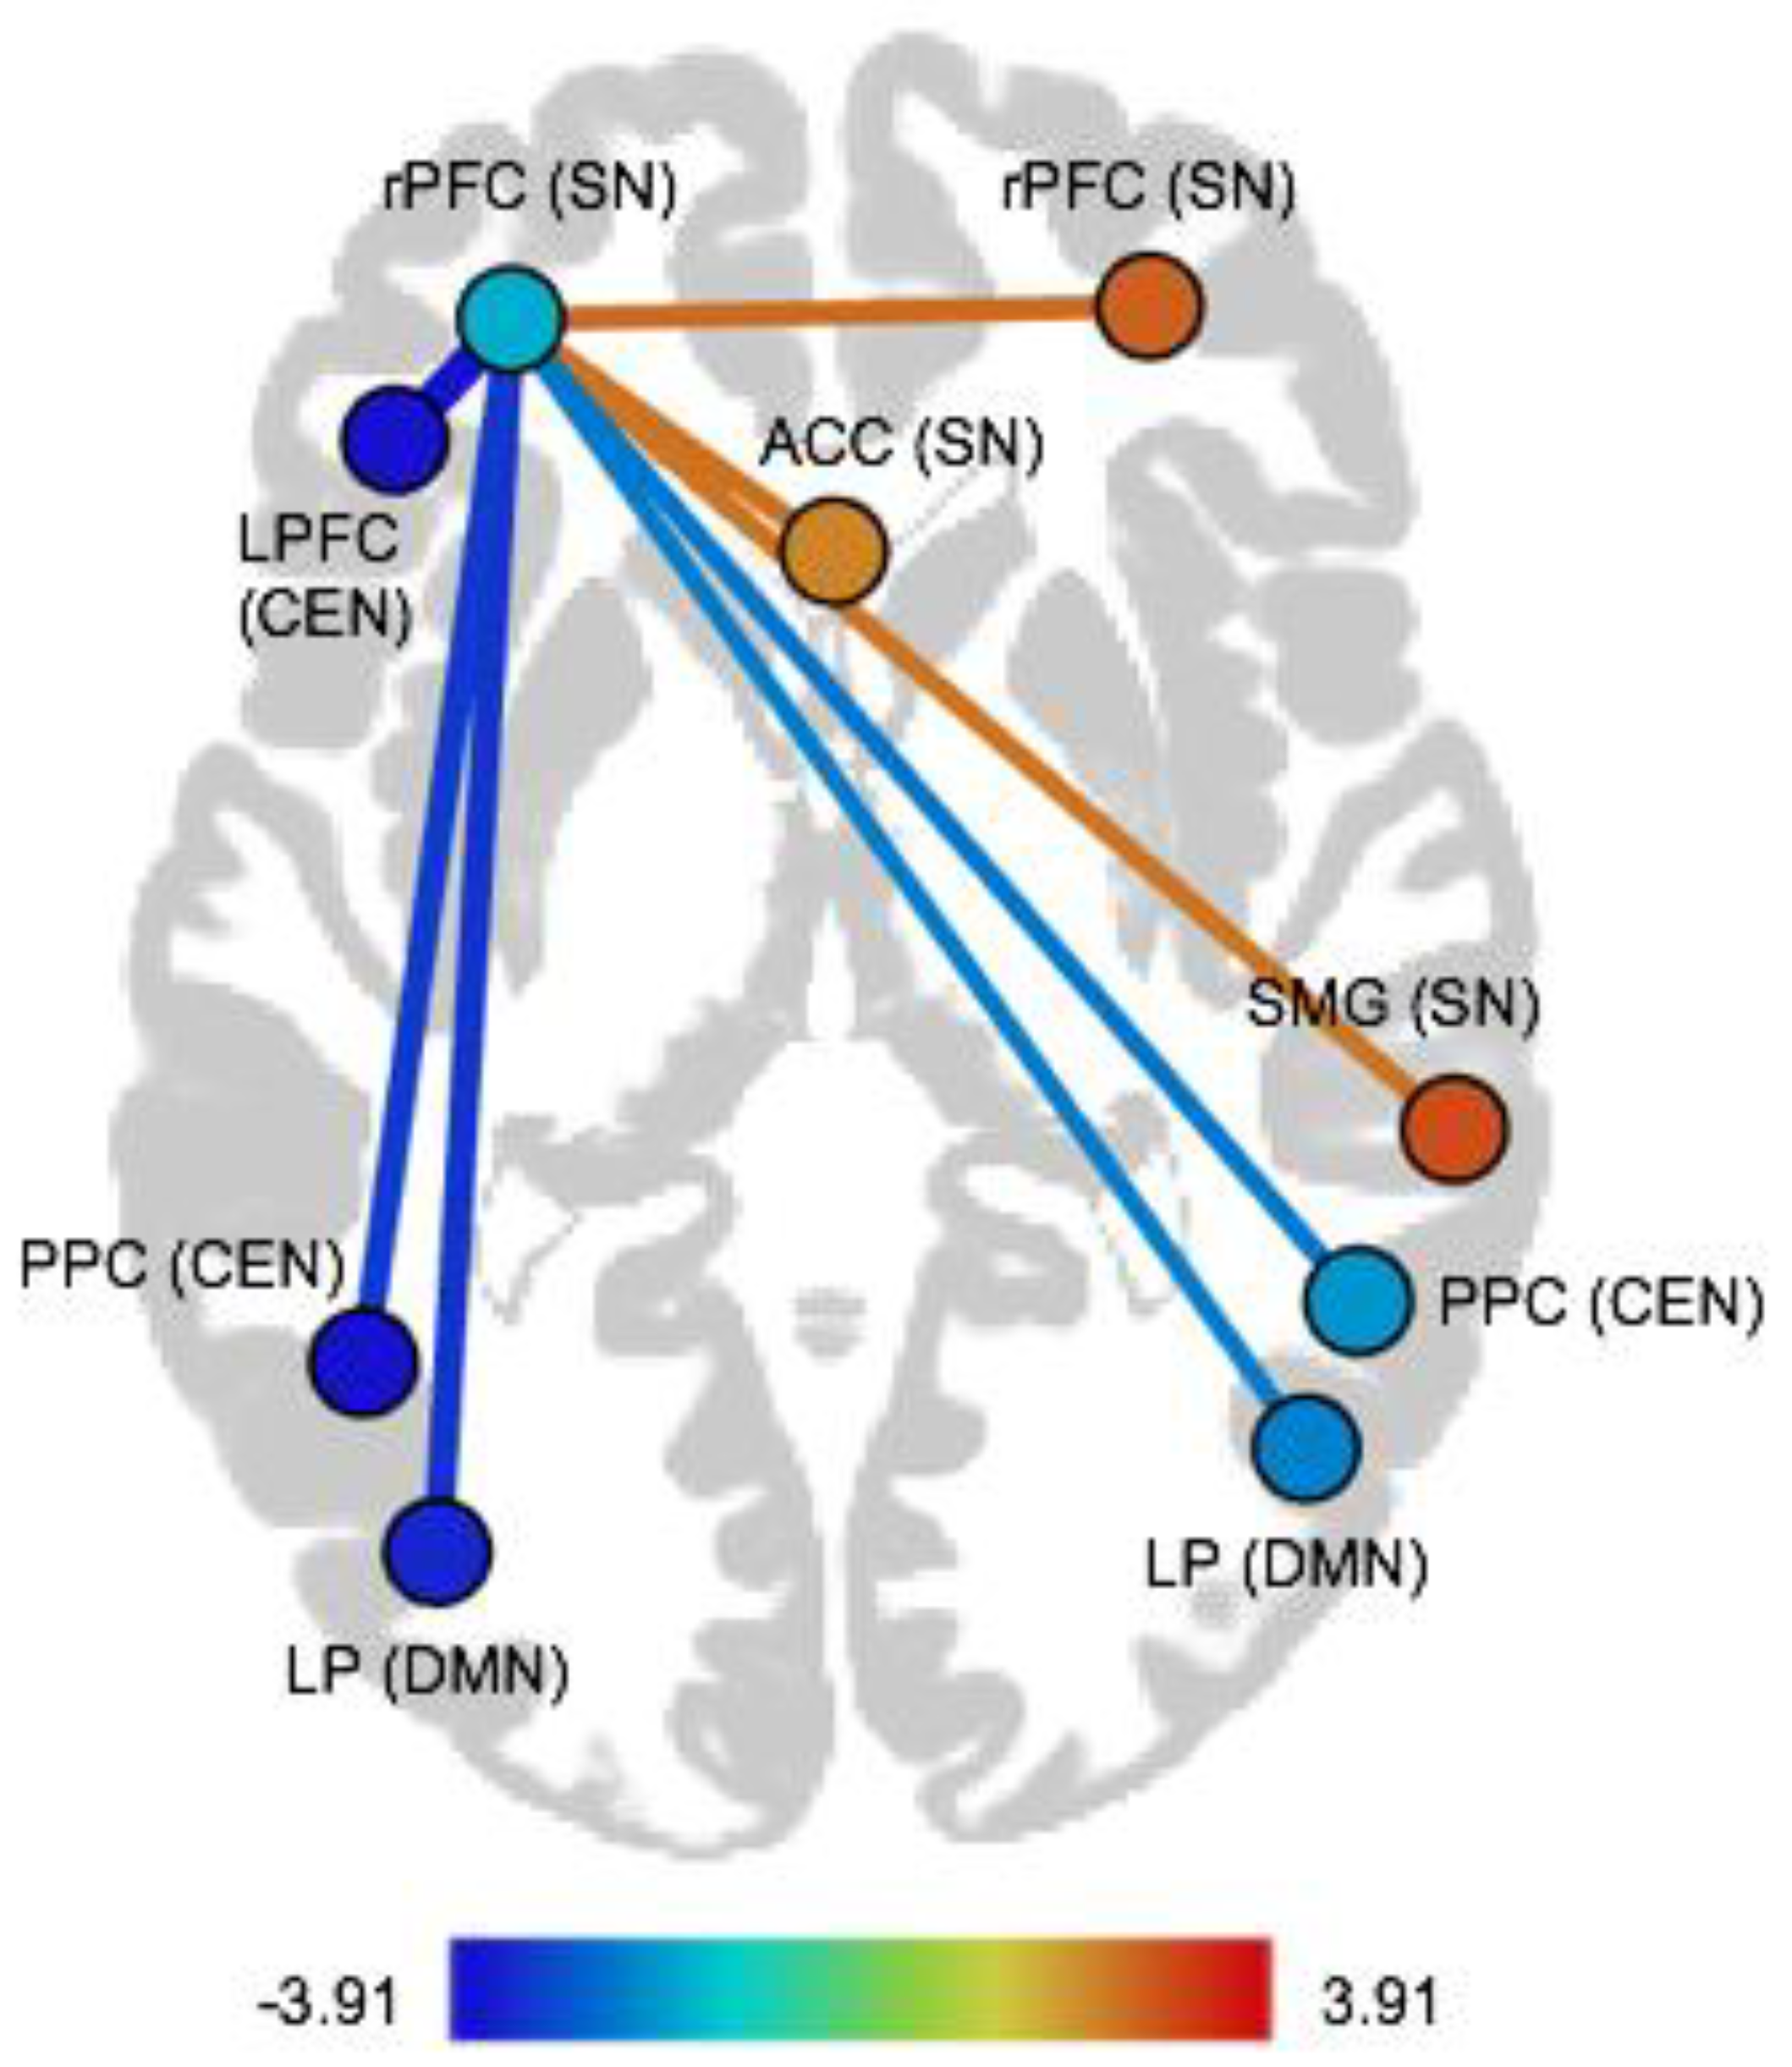 rPFC (SN)
rPFC (SN)
ACC (SN)
LPFC
(CEN)
SMG (SN)
PPC (CEN)
PPC (CEN)
LP (DMN)
LP (DMN)
-3.91
3.91